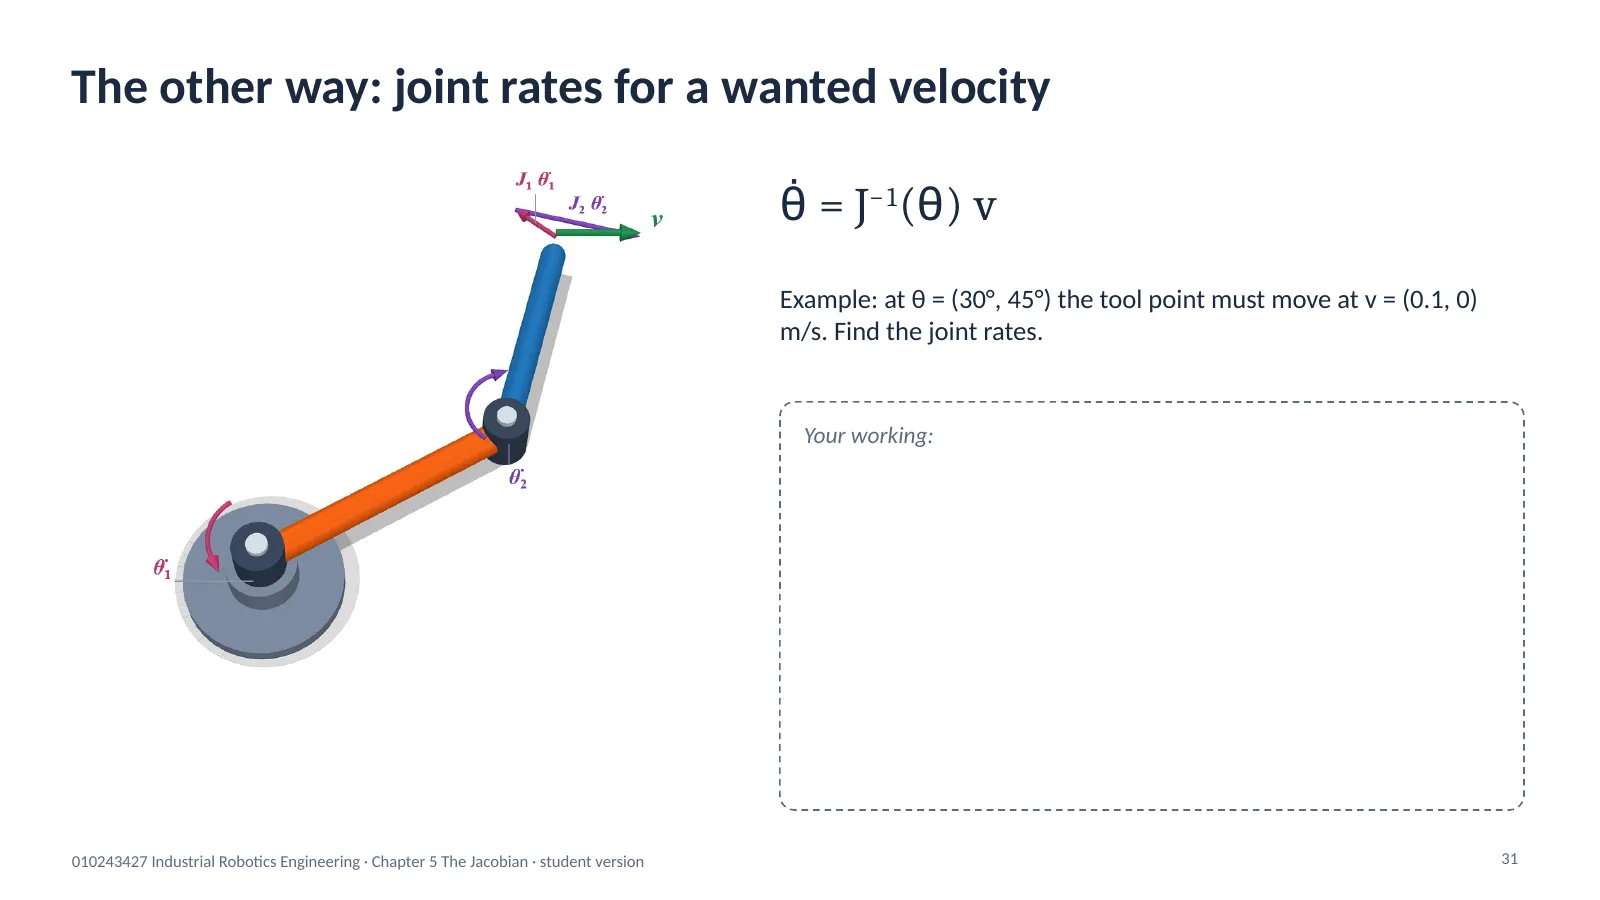 The other way: joint rates for a wanted velocity
J₁ θ̇₁
J₂ θ̇₂
v
θ̇₂
θ̇₁
θ̇ = J⁻¹(θ) v
Example: at θ = (30°, 45°) the tool point must move at v = (0.1, 0)
m/s. Find the joint rates.
Your working:
010243427 Industrial Robotics Engineering · Chapter 5 The Jacobian · student version
31